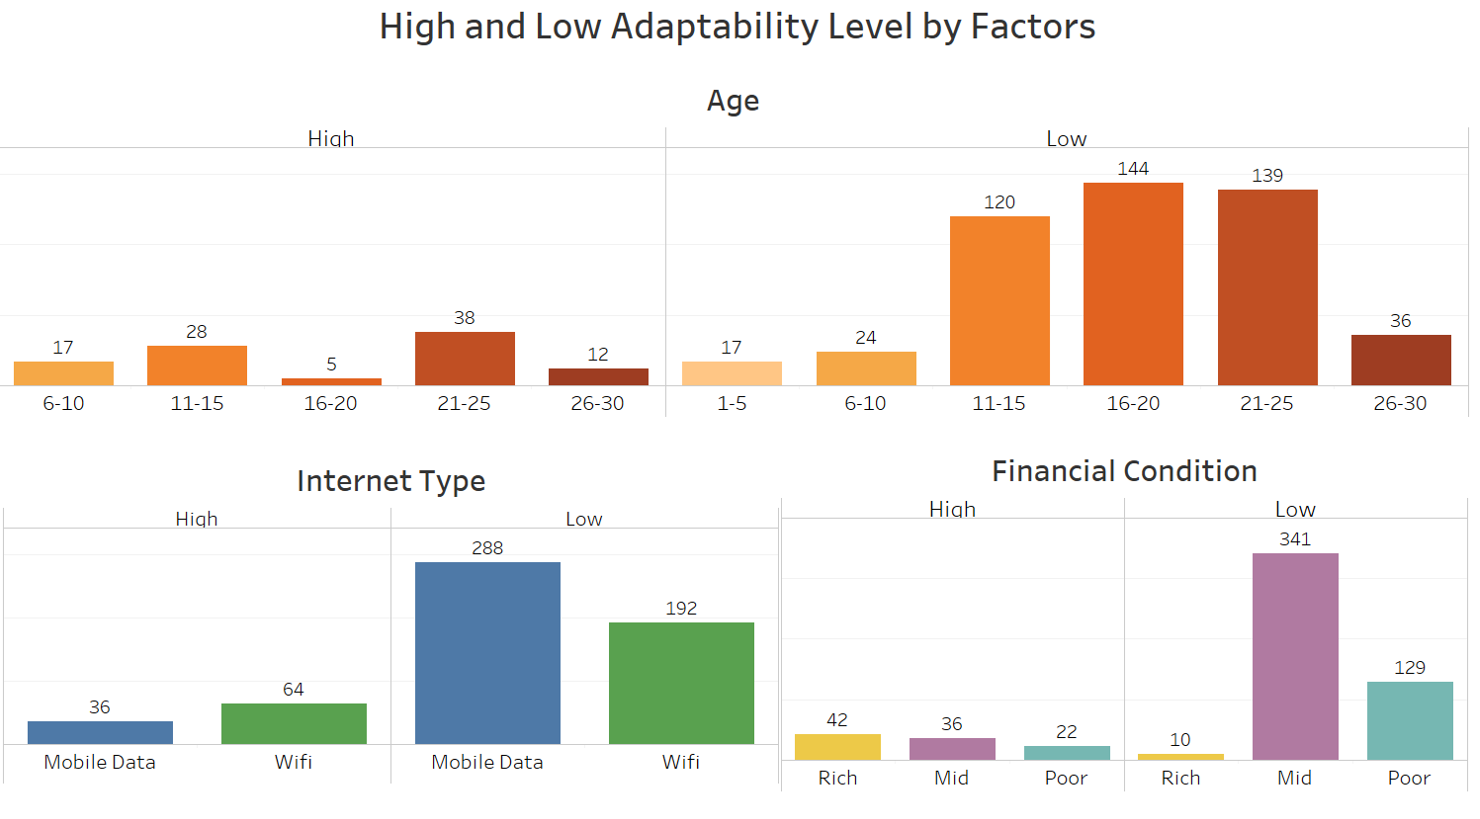 High and Low Adaptability Level by Factors
Age
High Low
17 28 5 38 12 17 24 120 144 139 36
6-10 11-15 16-20 21-25 26-30 1-5 6-10 11-15 16-20 21-25 26-30
Internet Type
High Low
36 64 288 192
Mobile Data Wifi Mobile Data Wifi
Financial Condition
High Low
42 36 22 10 341 129
Rich Mid Poor Rich Mid Poor